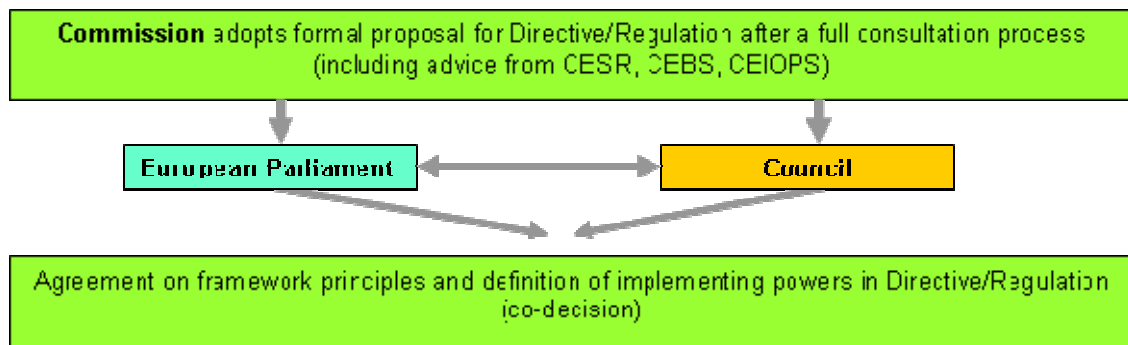 Commission adopts formal proposal for Directive/Regulation after a full consultation process
(including advice from CESR, CEBS, CEIOPS)
European Parliament
Council
Agreement on framework principles and definition of implementing powers in Directive/Regulation
(co-decision)